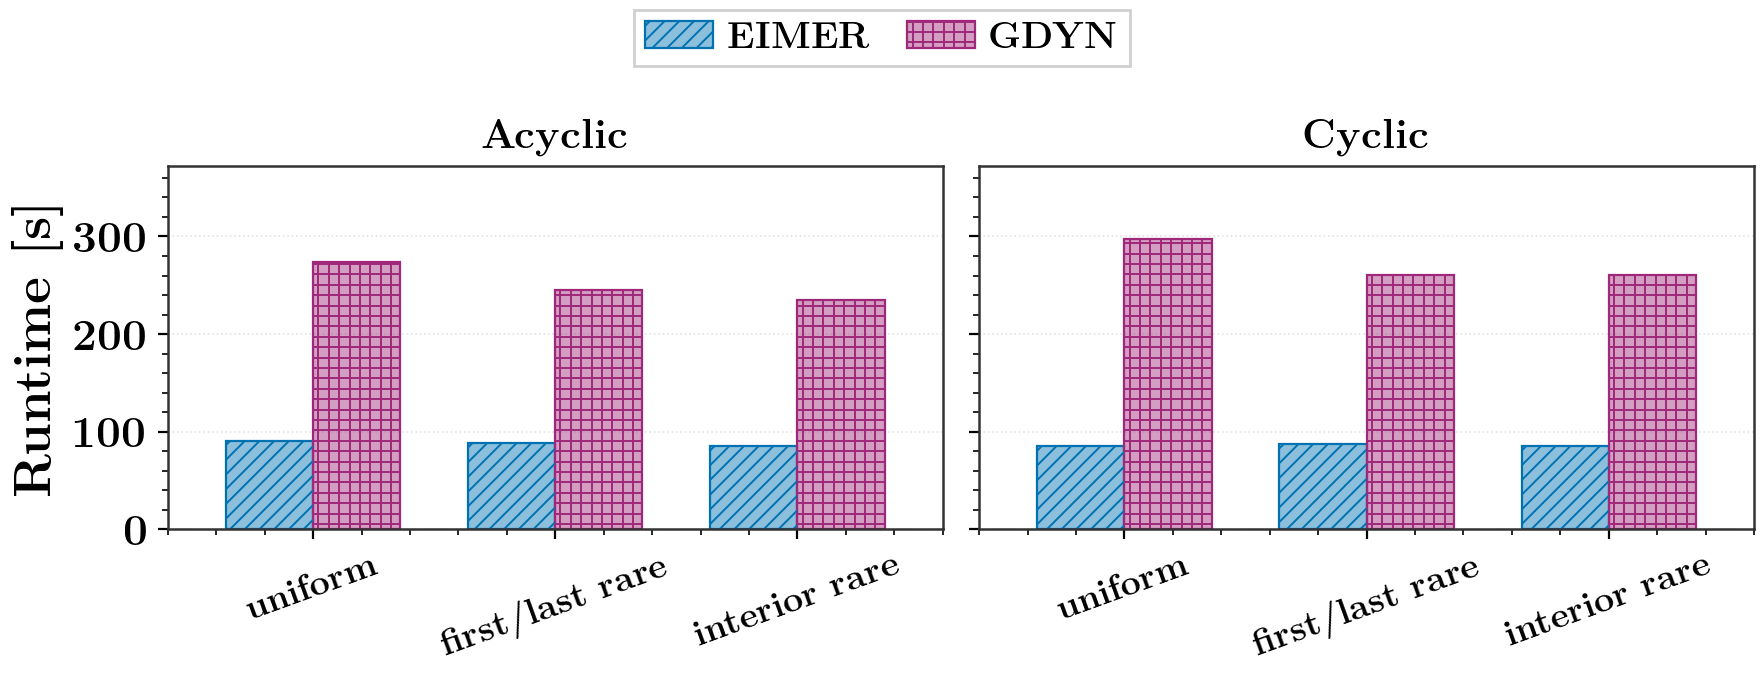 EIMER GDYN
Acyclic
Cyclic
Runtime [s]
300
200
100
0
uniform
first/last rare
interior rare
uniform
first/last rare
interior rare